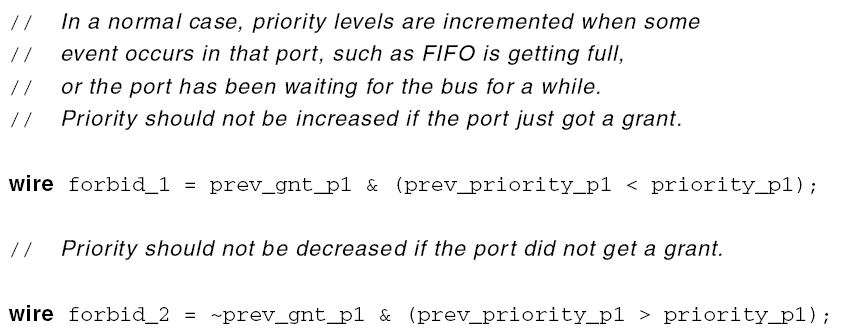 // In a normal case, priority levels are incremented when some
// event occurs in that port, such as FIFO is getting full,
// or the port has been waiting for the bus for a while.
// Priority should not be increased if the port just got a grant.
wire forbid_1 = prev_gnt_p1 & (prev_priority_p1 < priority_p1);
// Priority should not be decreased if the port did not get a grant.
wire forbid_2 = ~prev_gnt_p1 & (prev_priority_p1 > priority_p1);